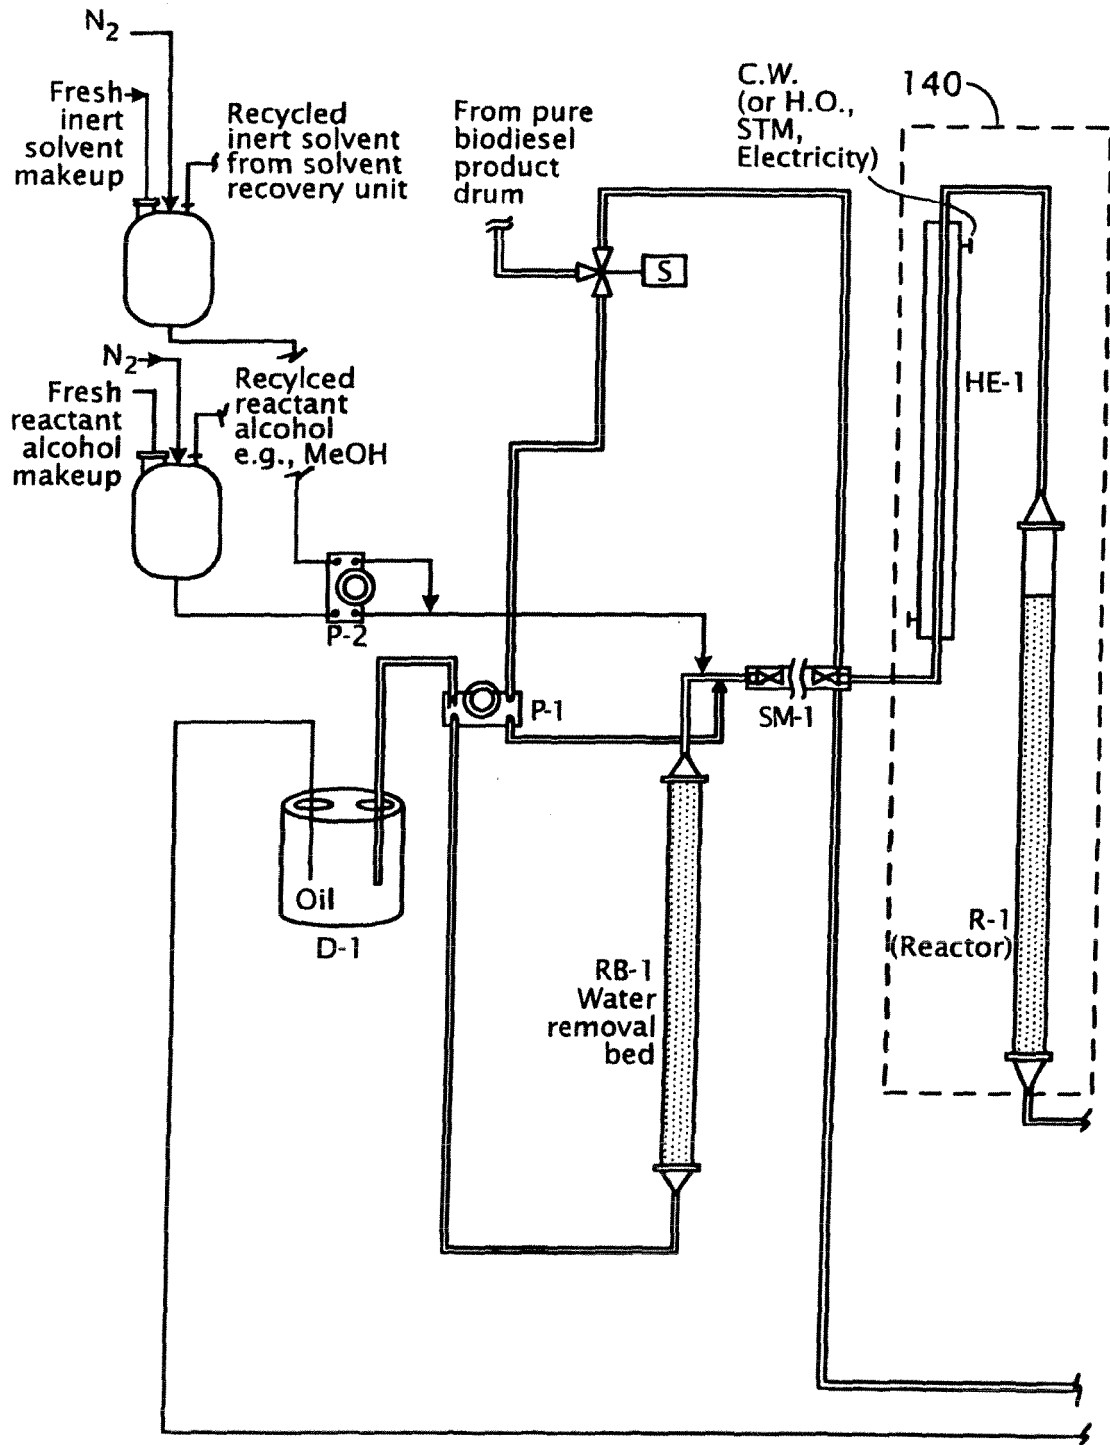 N2
Fresh
inert
solvent
makeup
Recycled
inert solvent
from solvent
recovery unit
From pure
biodiesel
product
drum
C.W.
(or H.O.,
STM,
Electricity)
140
S
N2
Fresh
reactant
alcohol
makeup
Recylced
reactant
alcohol
e.g., MeOH
HE-1
P-2
P-1
SM-1
Oil
D-1
RB-1
Water
removal
bed
R-1
(Reactor)